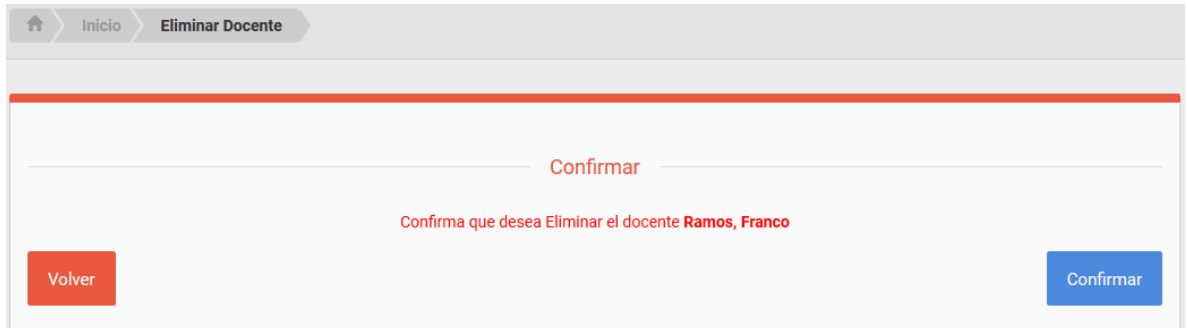 Inicio Eliminar Docente
Confirmar
Confirma que desea Eliminar el docente Ramos, Franco
Volver Confirmar